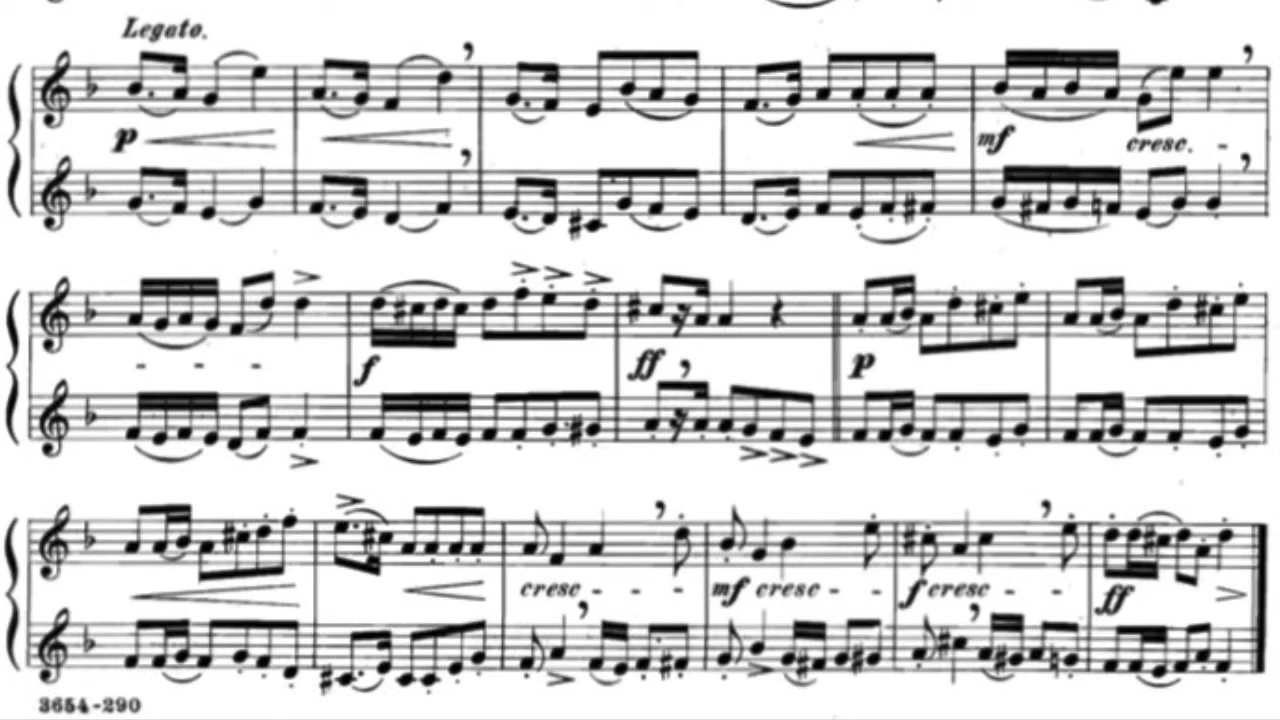 Legato.
p
mf cresc. -
- - -
f ff p
cresc - - - mf cresc - - f cresc - - ff
3654-290